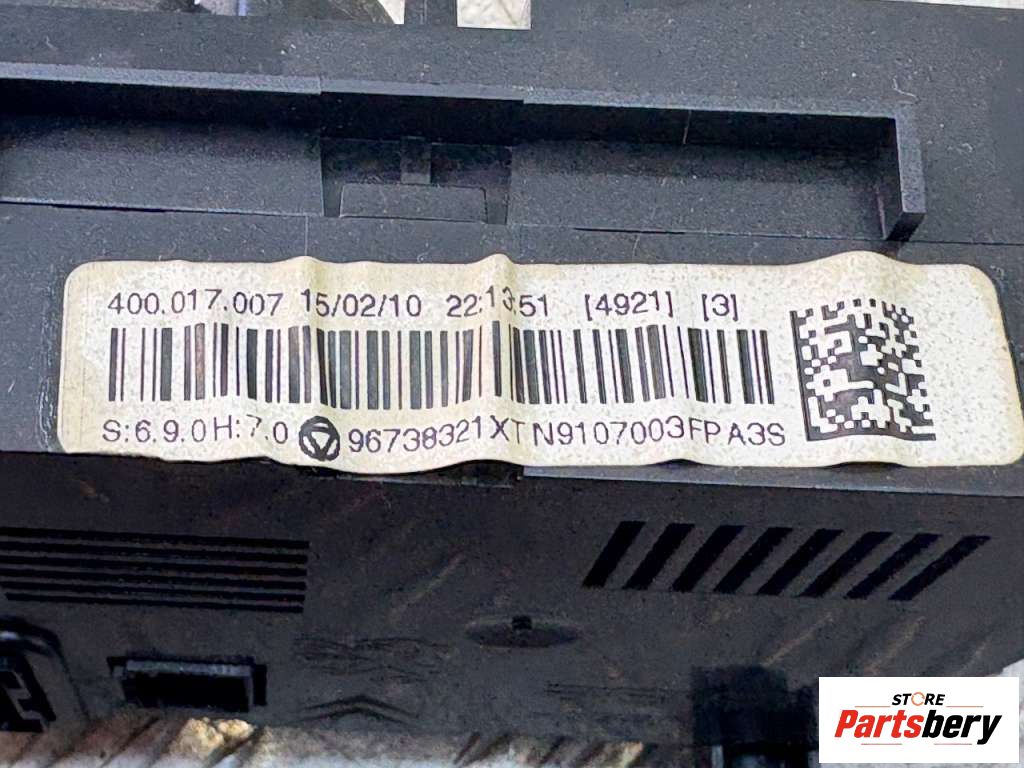 400.017.007 15/02/10 22:13:51 [4921] [3]
S:6.9.0H:7.0 96738321XT N9107003FPA3S
STORE
Partsbery